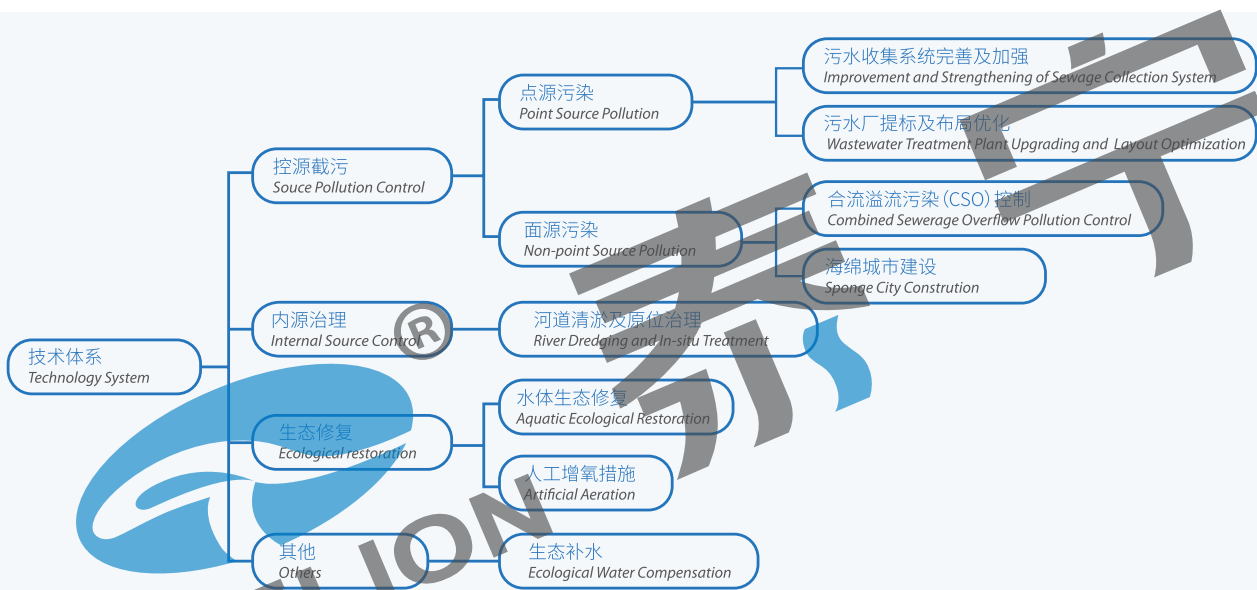 污水收集系统完善及加强
Improvement and Strengthening of Sewage Collection System
点源污染
Point Source Pollution
污水厂提标及布局优化
Wastewater Treatment Plant Upgrading and Layout Optimization
控源截污
Souce Pollution Control
合流溢流污染(CSO)控制
Combined Sewerage Overflow Pollution Control
面源污染
Non-point Source Pollution
海绵城市建设
Sponge City Constrution
内源治理
Internal Source Control
河道清淤及原位治理
River Dredging and In-situ Treatment
技术体系
Technology System
水体生态修复
Aquatic Ecological Restoration
生态修复
Ecological restoration
人工增氧措施
Artificial Aeration
其他
Others
生态补水
Ecological Water Compensation
泰宁
®